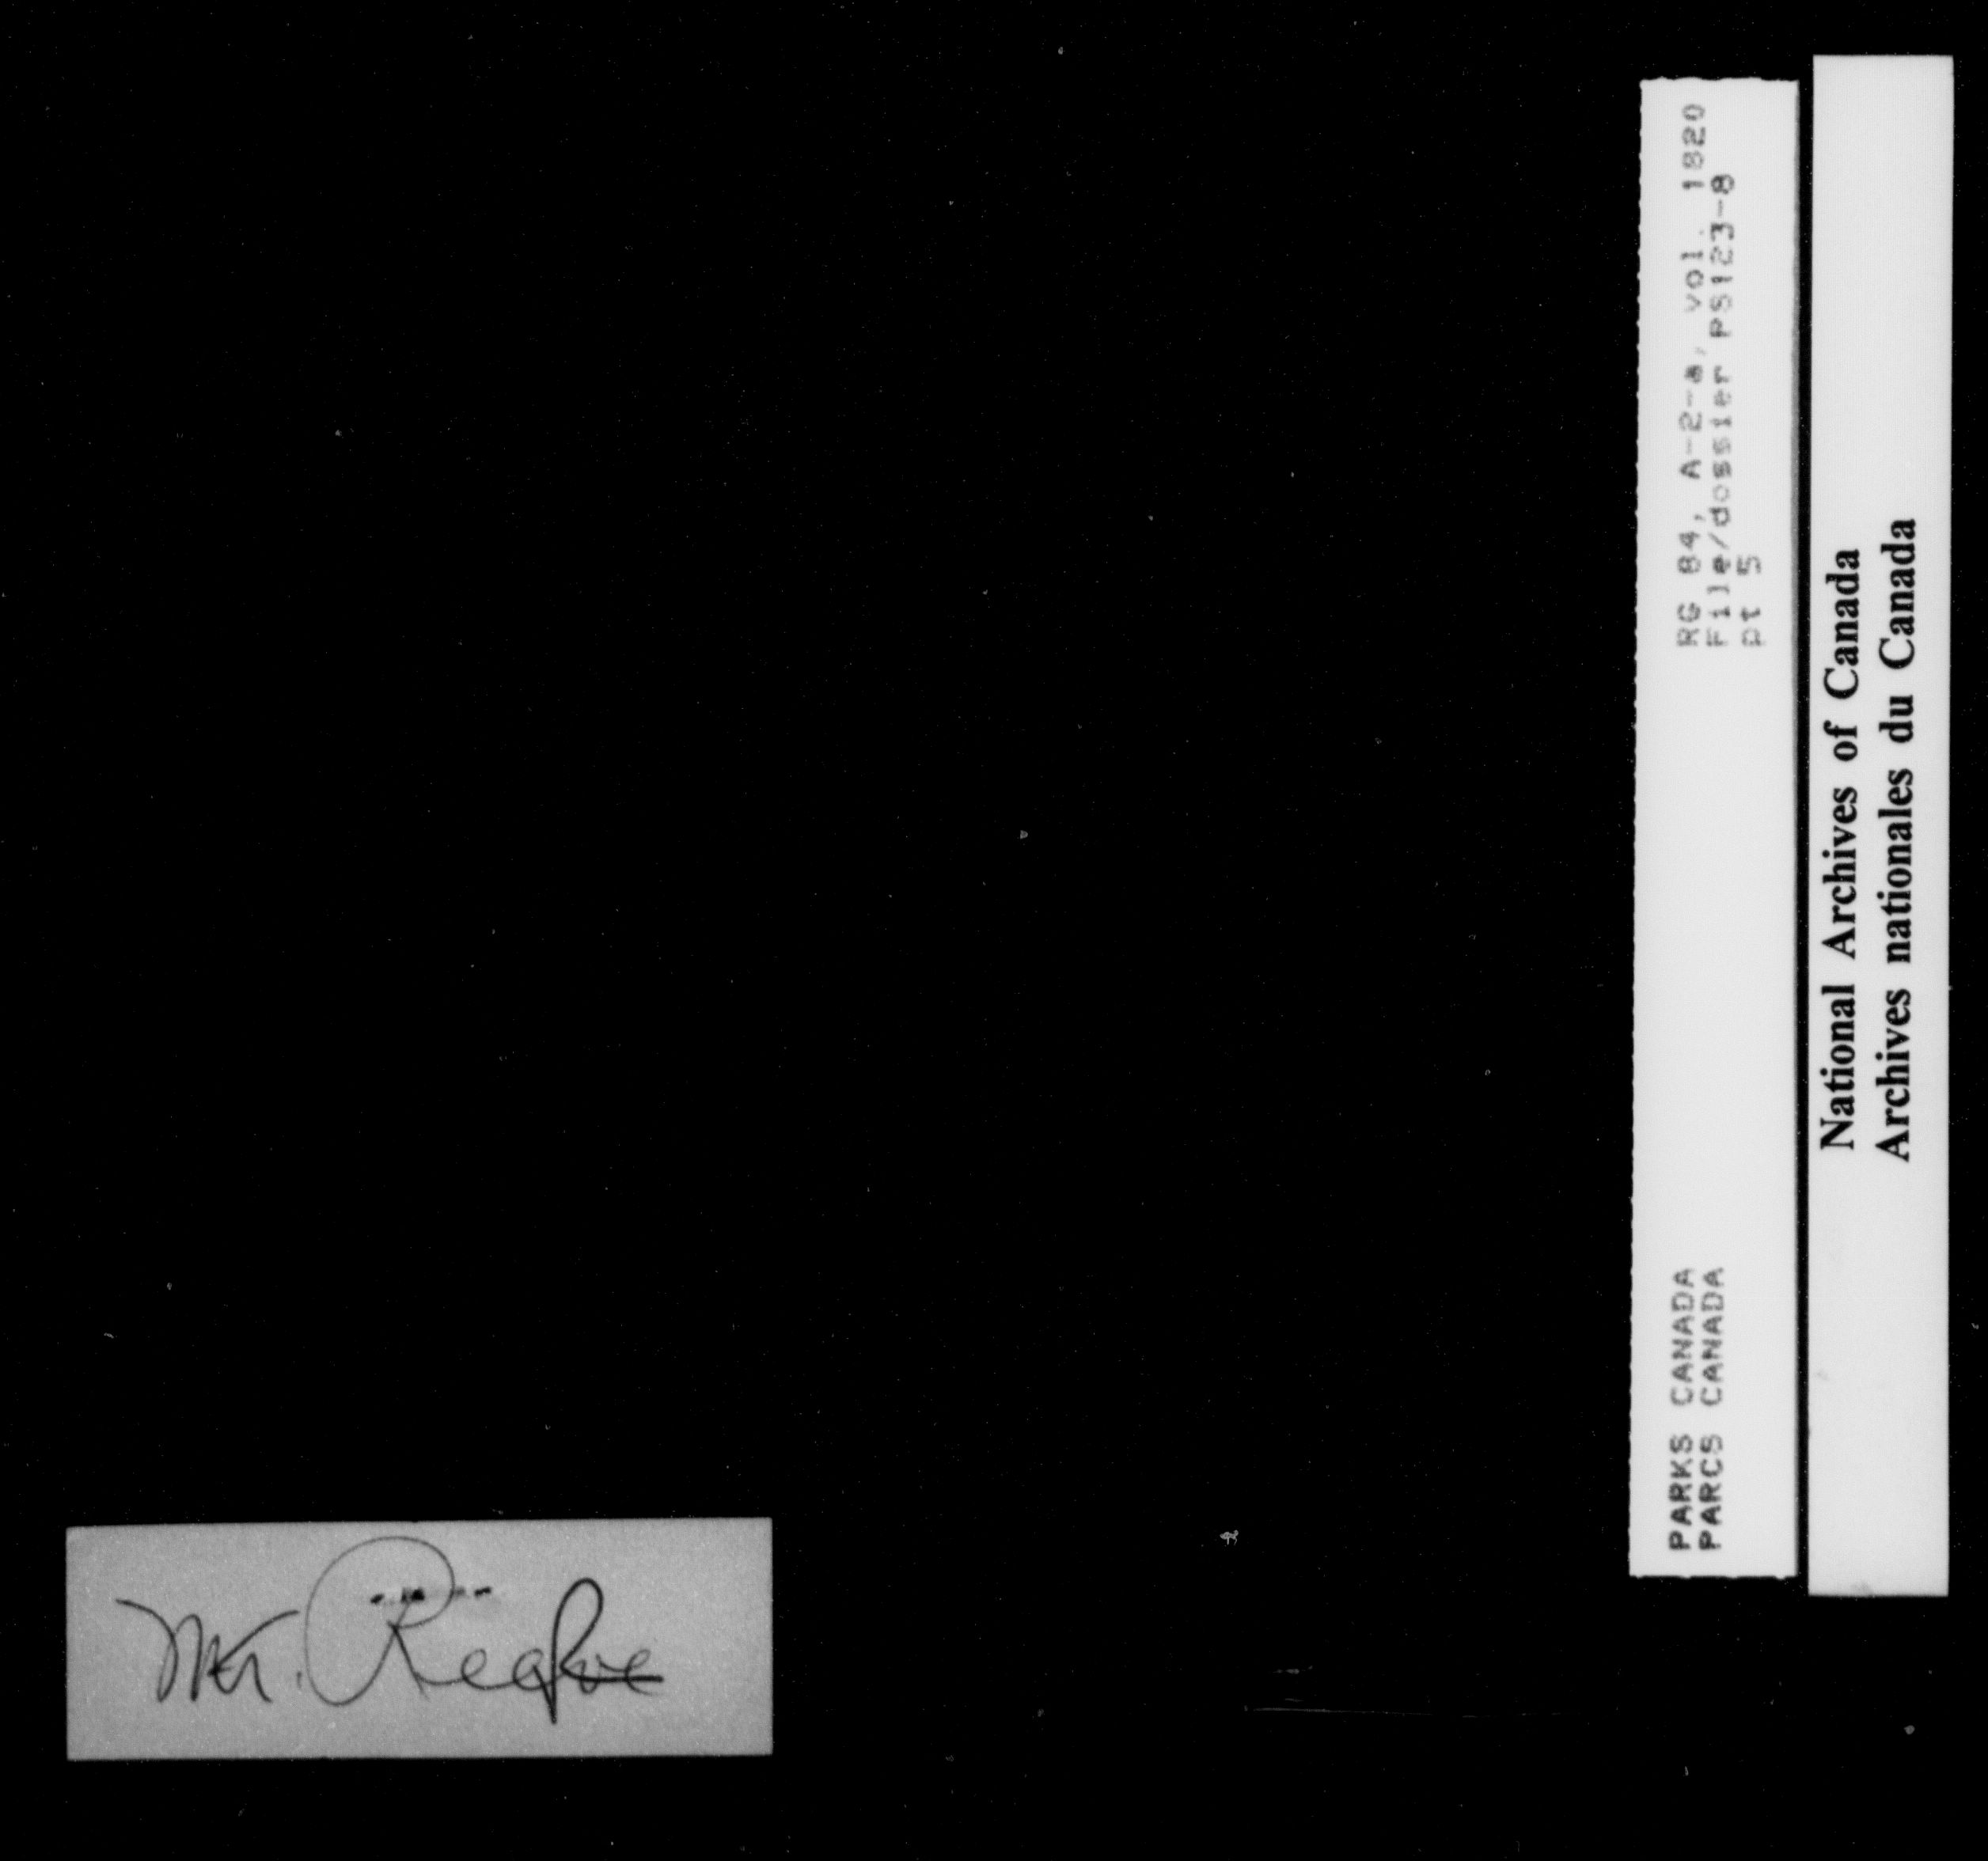 RG 84, A-2-a, vol. 1820
File/dossier PS123-8
pt 5
PARKS CANADA
PARCS CANADA
National Archives of Canada
Archives nationales du Canada
Mr.